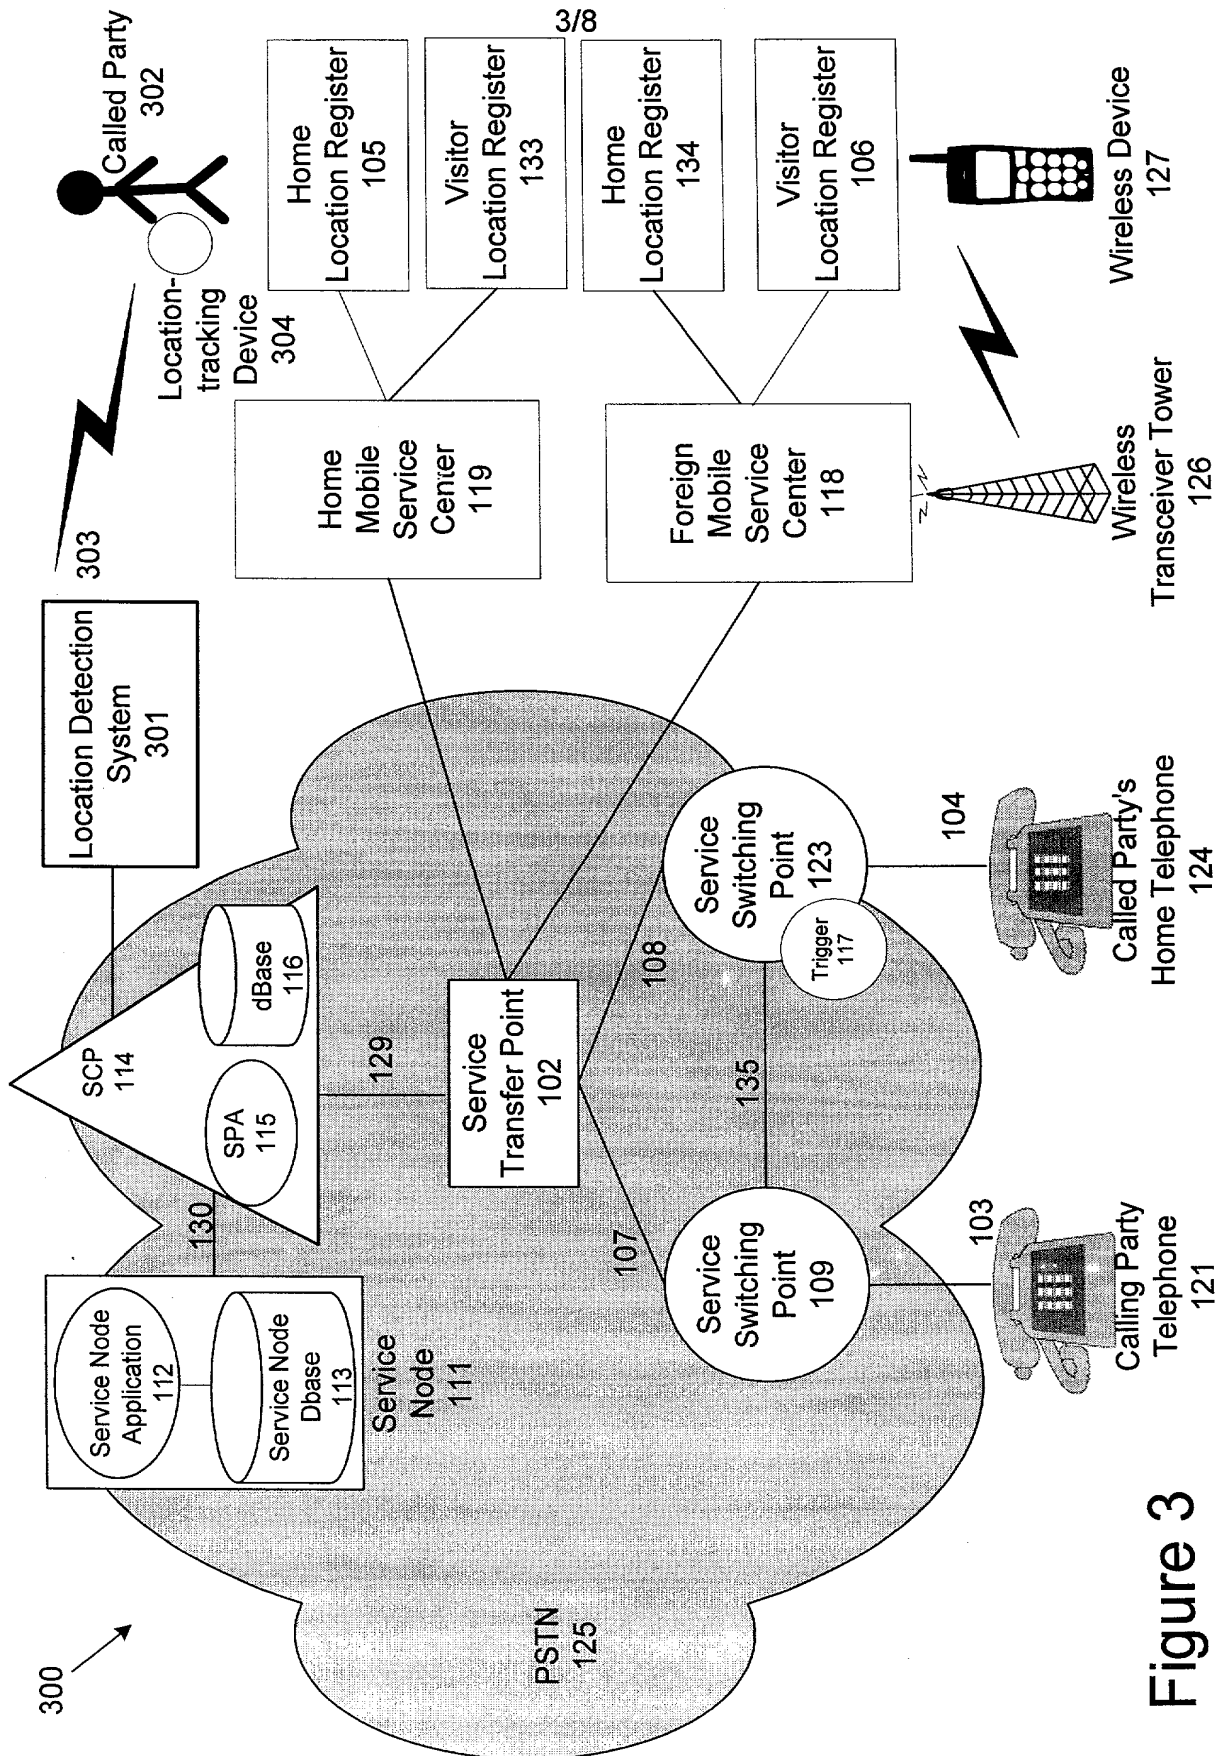 3/8
300
PSTN
125
Service Node
Application
112
Service Node
Dbase
113
Service
Node
111
130
SCP
114
SPA
115
dBase
116
129
Location Detection
System
301
303
Called Party
302
Location-
tracking
Device
304
Service
Transfer Point
102
107
108
135
Service
Switching
Point
109
Service
Switching
Point
123
Trigger
117
103
104
Calling Party
Telephone
121
Called Party's
Home Telephone
124
Home
Mobile
Service
Center
119
Foreign
Mobile
Service
Center
118
Home
Location Register
105
Visitor
Location Register
133
Home
Location Register
134
Visitor
Location Register
106
Wireless
Transceiver Tower
126
Wireless Device
127
Figure 3